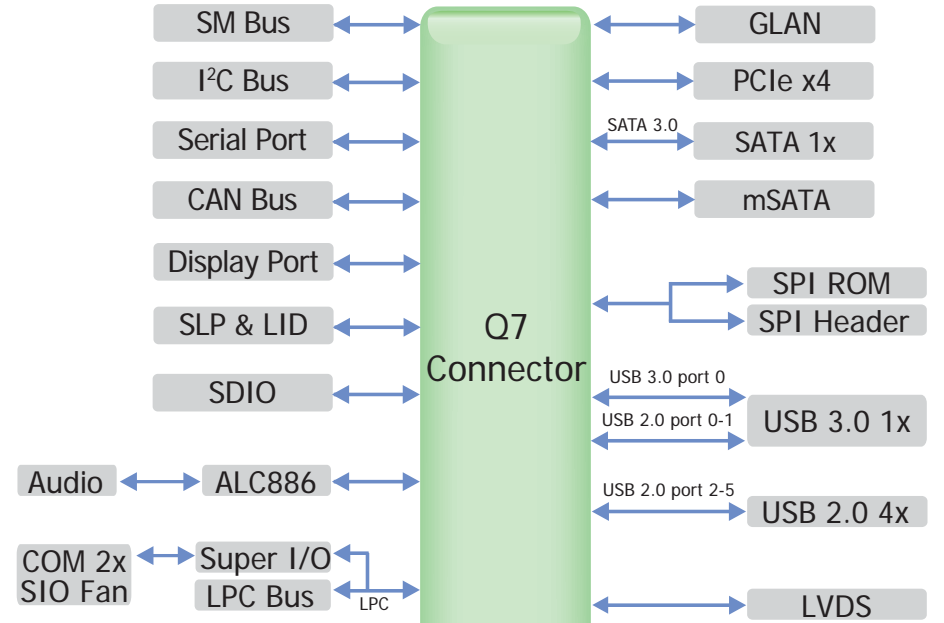 SM Bus
I²C Bus
Serial Port
CAN Bus
Display Port
SLP & LID
SDIO
Audio
ALC886
COM 2x
SIO Fan
Super I/O
LPC Bus
LPC
Q7
Connector
GLAN
PCIe x4
SATA 3.0
SATA 1x
mSATA
SPI ROM
SPI Header
USB 3.0 port 0
USB 2.0 port 0-1
USB 3.0 1x
USB 2.0 port 2-5
USB 2.0 4x
LVDS